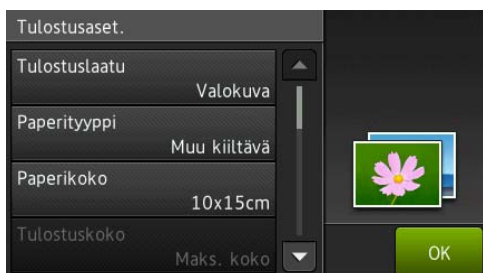 Tulostusaset.
Tulostuslaatu
Valokuva
Paperityyppi
Muu kiiltävä
Paperikoko
10x15cm
Tulostuskoko
Maks. koko
OK